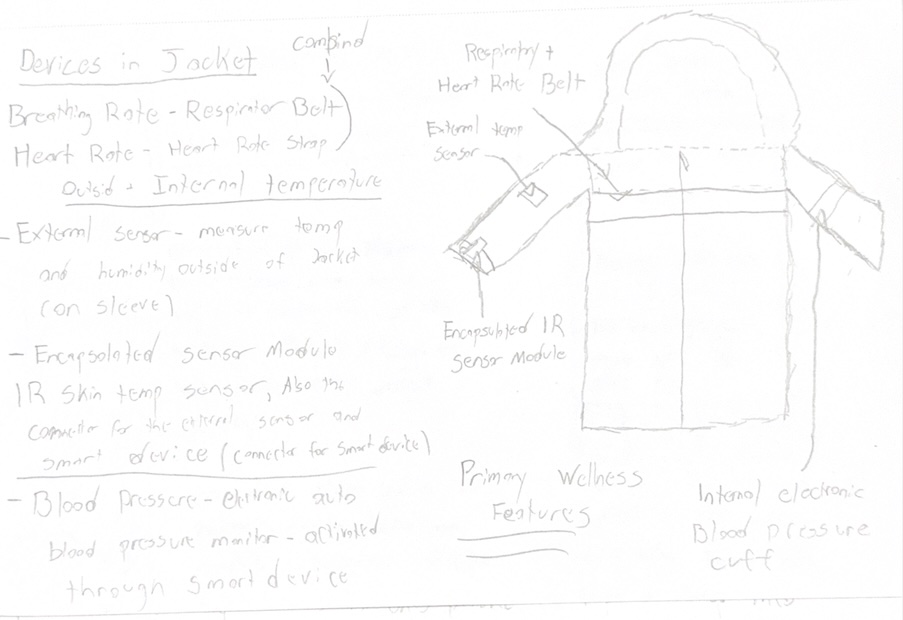 Devices in Jacket
combind
Breathing Rate - Respirator Belt
Heart Rate - Heart Rate Strap
Outsid + Internal temperature
- External sensor - measure temp
and humidity outside of Jacket
(on sleeve)
- Encapsolated sensor Module
IR skin temp sensor, Also the
connector for the external sensor and
smart device (connector for smart device)
- Blood pressure - eletronic auto
blood pressure monitor - activated
through smart device
Respiratry +
Heart Rate Belt
External temp
sensor
Encapsulated IR
sensor Module
Primary Wellness
Features
Internal electronic
Blood pressure
cuff